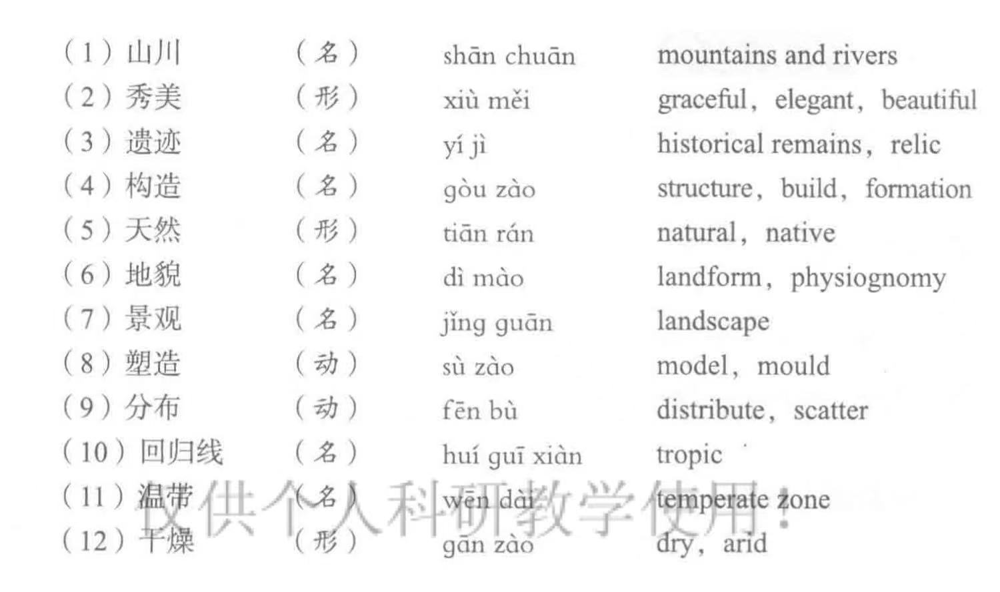 （1）山川 （名） shān chuān mountains and rivers
（2）秀美 （形） xiù měi graceful，elegant，beautiful
（3）遗迹 （名） yí jì historical remains，relic
（4）构造 （名） gòu zào structure，build，formation
（5）天然 （形） tiān rán natural，native
（6）地貌 （名） dì mào landform，physiognomy
（7）景观 （名） jǐng guān landscape
（8）塑造 （动） sù zào model，mould
（9）分布 （动） fēn bù distribute，scatter
（10）回归线 （名） huí guī xiàn tropic
（11）温带 （名） wēn dài temperate zone
仅供个人科研教学使用！
（12）干燥 （形） gān zào dry，arid